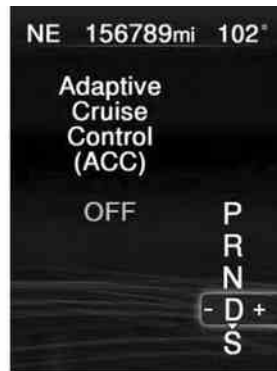 NE 156789mi 102°
Adaptive
Cruise
Control
(ACC)
OFF
P
R
N
- D +
S